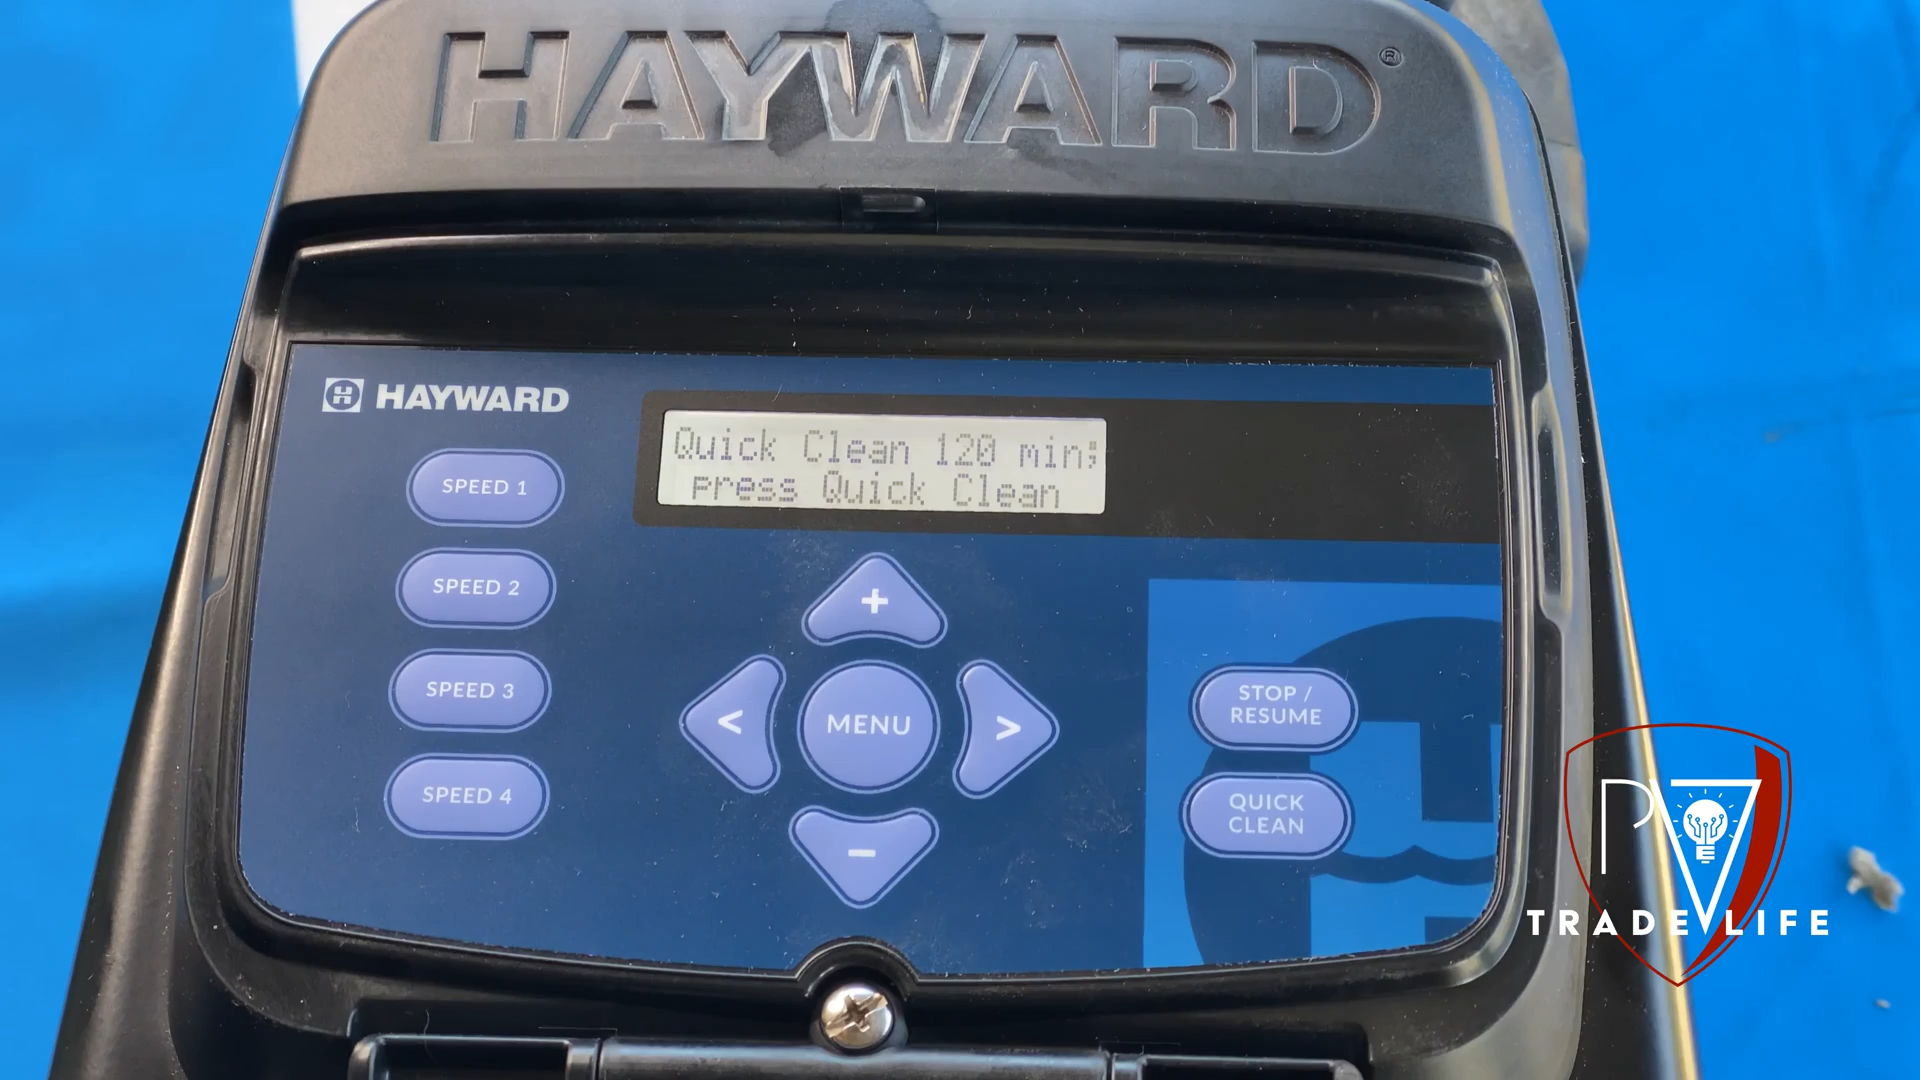 HAYWARD®
HAYWARD
Quick Clean 120 min;
press Quick Clean
SPEED 1
SPEED 2
SPEED 3
SPEED 4
+
<
MENU
>
-
STOP /
RESUME
QUICK
CLEAN
TRADE LIFE